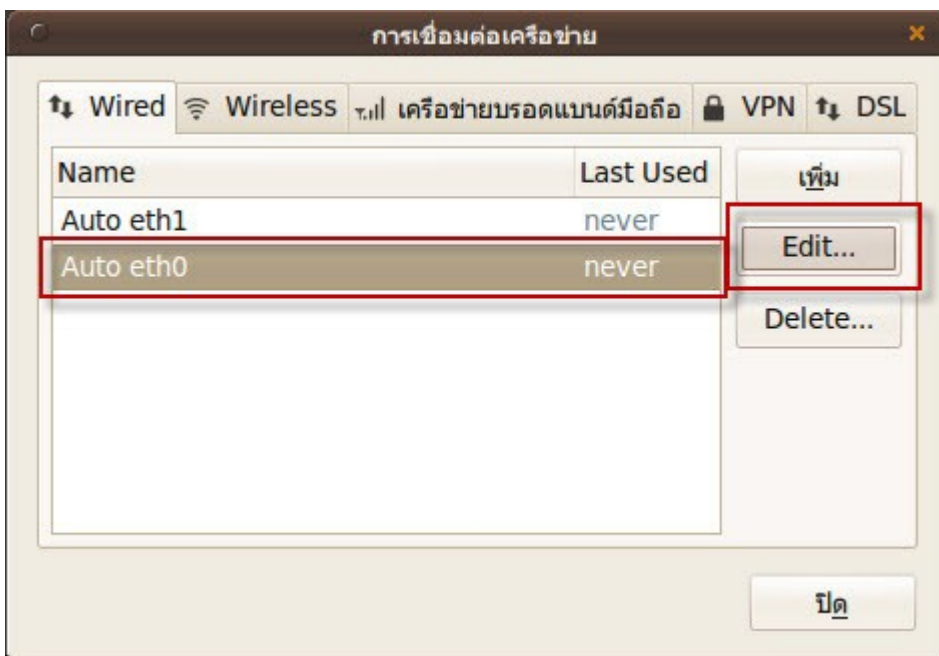 การเชื่อมต่อเครือข่าย
Wired Wireless เครือข่ายบรอดแบนด์มือถือ VPN DSL
Name Last Used
เพิ่ม
Auto eth1 never
Edit...
Auto eth0 never
Delete...
ปิด